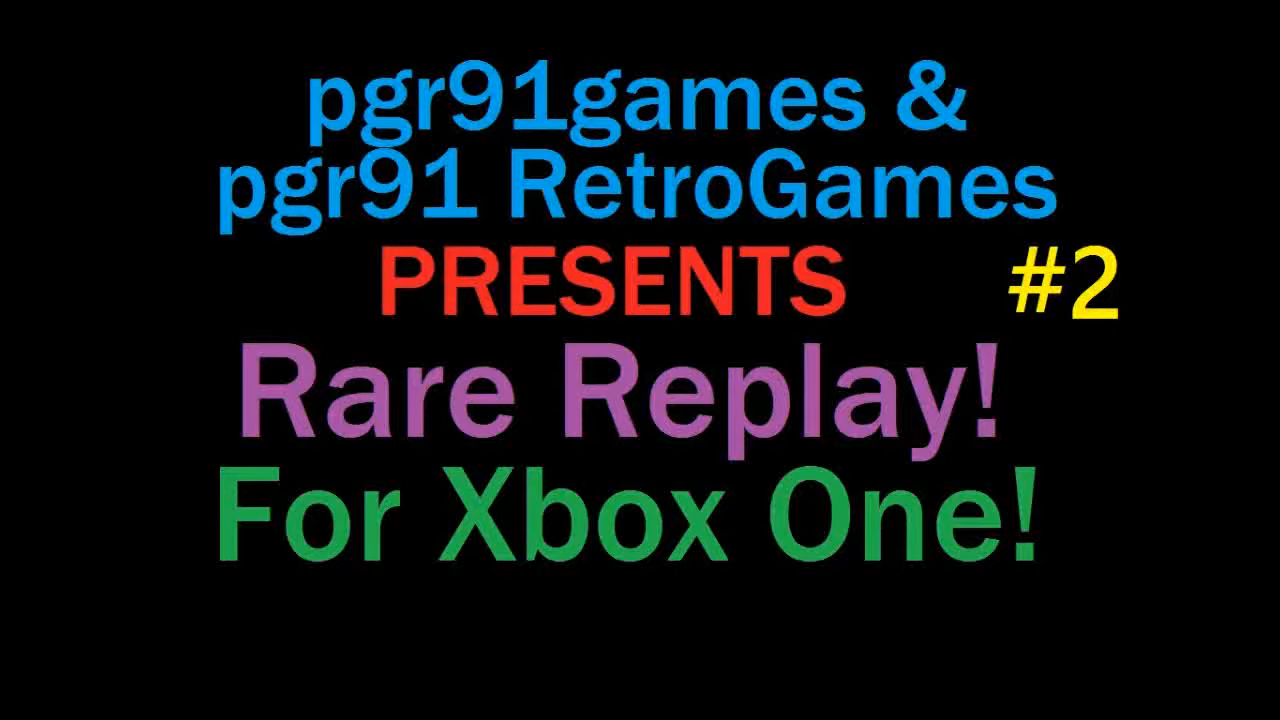 pgr91games &
pgr91 RetroGames
PRESENTS #2
Rare Replay!
For Xbox One!